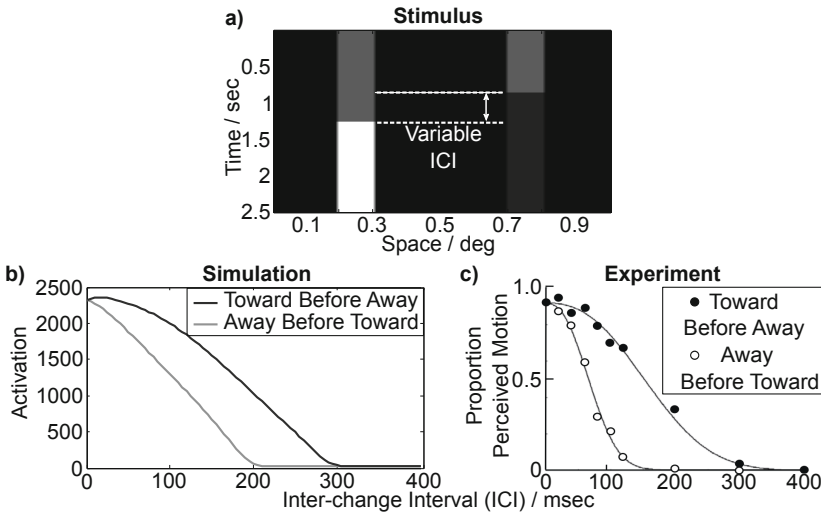 a) Stimulus
Time / sec
0.5
1
1.5
2
2.5
Variable
ICI
0.1 0.3 0.5 0.7 0.9
Space / deg
b) Simulation
Activation
2500
2000
1500
1000
500
0
Toward Before Away
Away Before Toward
0 100 200 300 400
c) Experiment
Proportion
Perceived Motion
1.0
0.5
0
Toward
Before Away
Away
Before Toward
0 100 200 300 400
Inter-change Interval (ICI) / msec